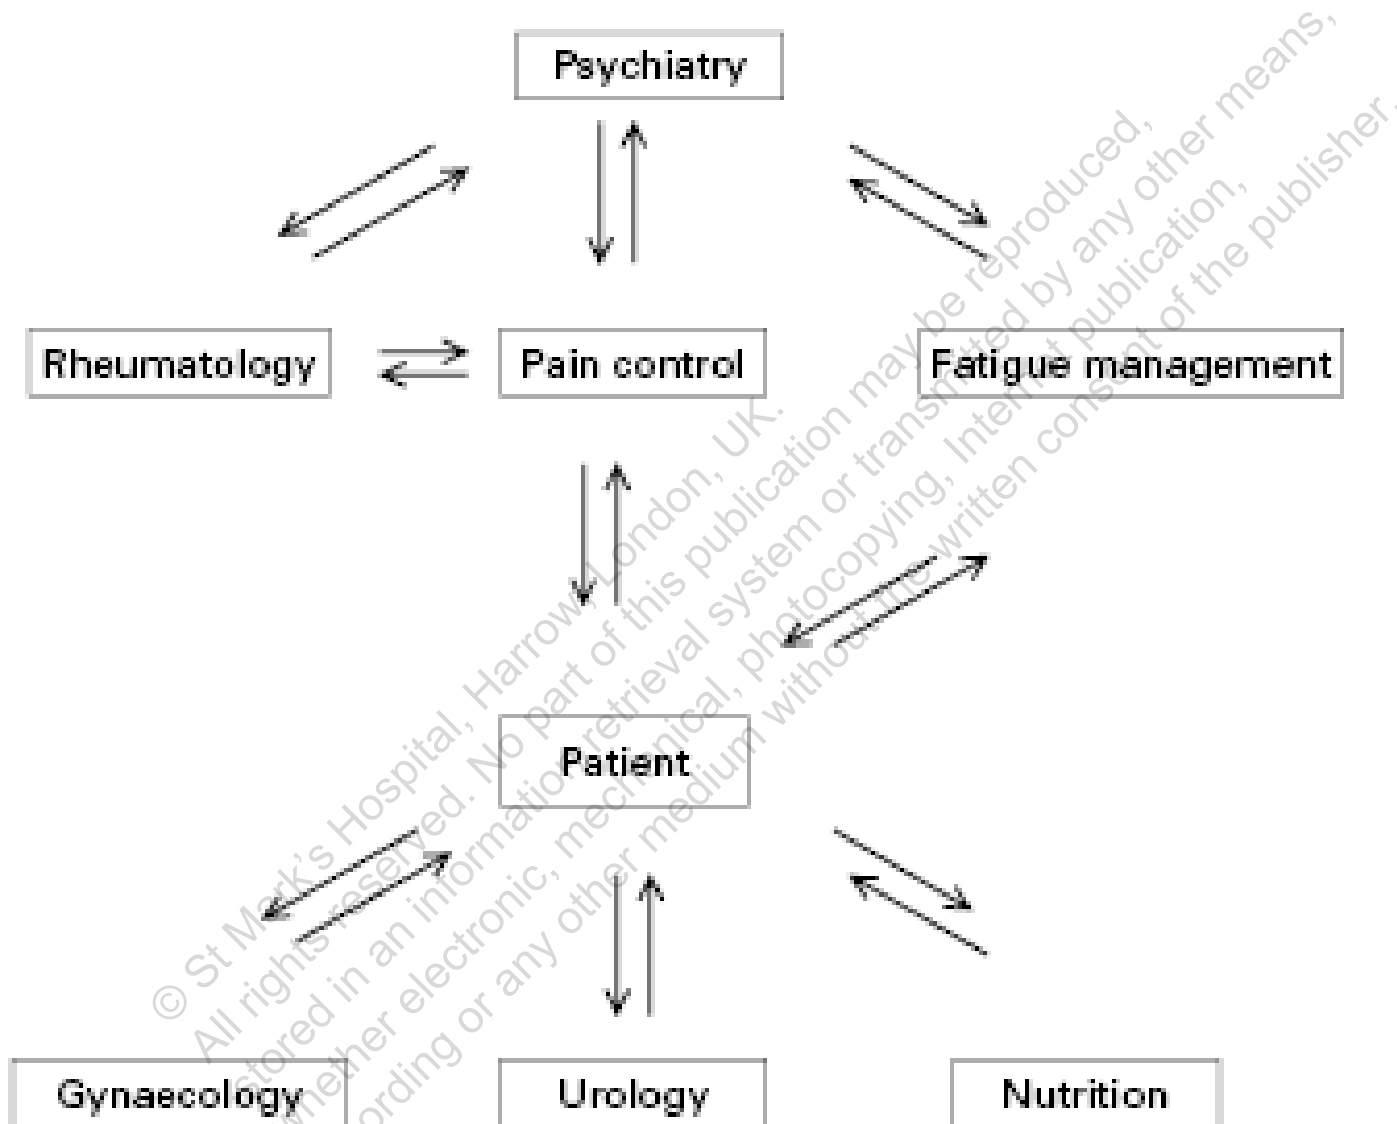 Psychiatry
Rheumatology
Pain control
Fatigue management
Patient
Gynaecology
Urology
Nutrition
© St Mark's Hospital, Harrow, London, UK.
All rights reserved. No part of this publication may be reproduced,
stored in an information retrieval system or transmitted by any other means,
whether electronic, mechanical, photocopying, Internet publication,
recording or any other medium without the written consent of the publisher.